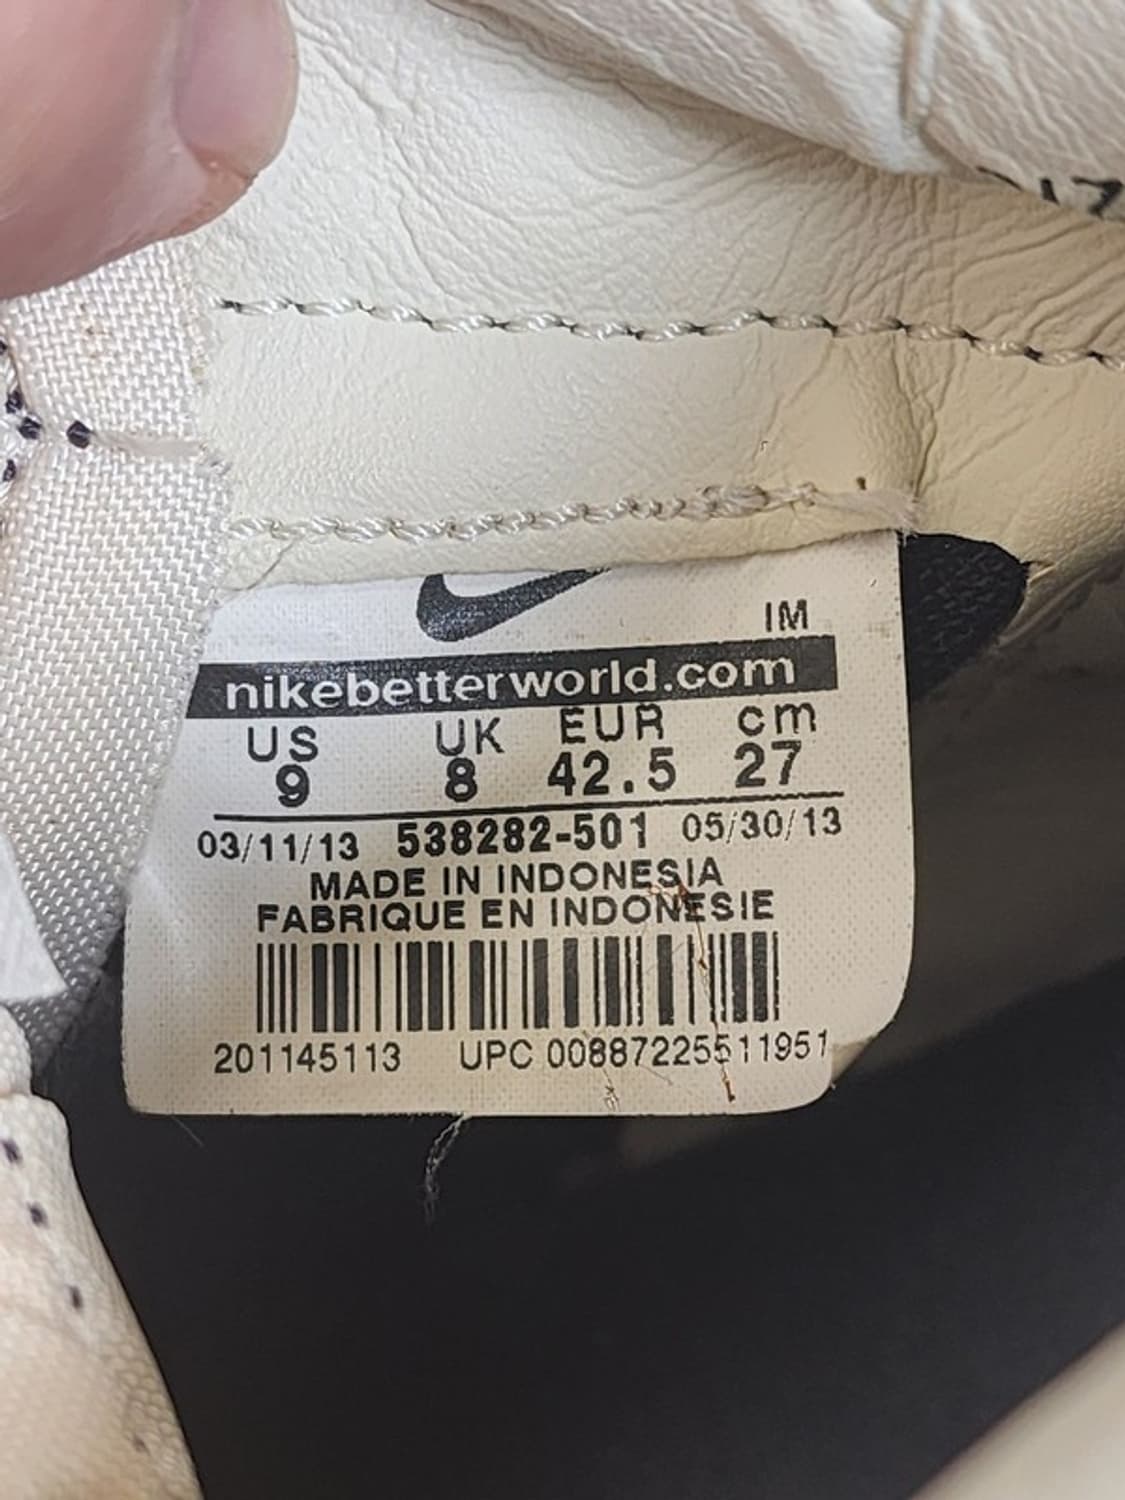 IM
nikebetterworld.com
US UK EUR cm
9 8 42.5 27
03/11/13 538282-501 05/30/13
MADE IN INDONESIA
FABRIQUE EN INDONESIE
201145113 UPC 00887225511951